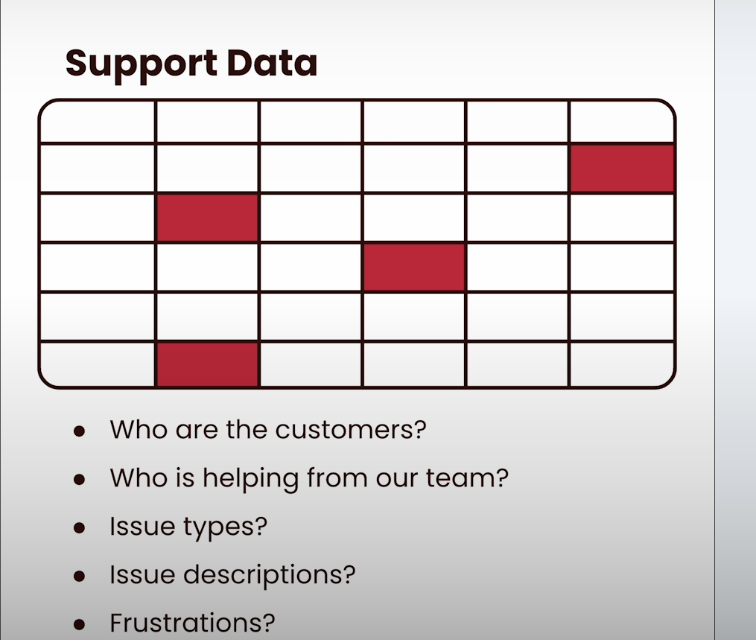 Support Data
● Who are the customers?
● Who is helping from our team?
● Issue types?
● Issue descriptions?
● Frustrations?